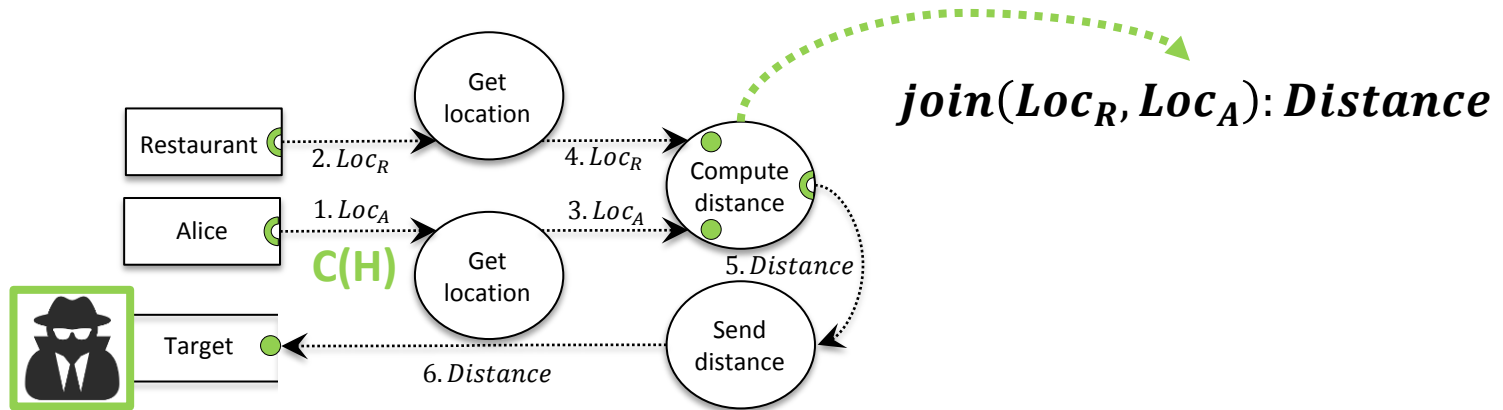 Get
location
join(Loc_R, Loc_A): Distance
Restaurant
2. Loc_R
4. Loc_R
Compute
distance
Alice
1. Loc_A
3. Loc_A
C(H)
Get
location
5. Distance
Target
6. Distance
Send
distance